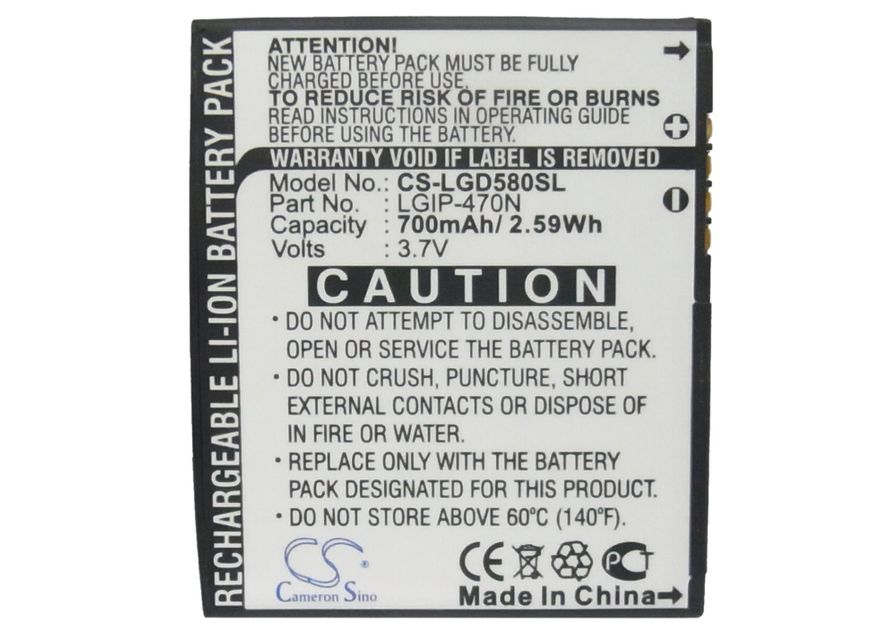 RECHARGEABLE LI-ION BATTERY PACK
ATTENTION!
NEW BATTERY PACK MUST BE FULLY
CHARGED BEFORE USE.
TO REDUCE RISK OF FIRE OR BURNS
READ INSTRUCTIONS IN OPERATING GUIDE
BEFORE USING THE BATTERY.
WARRANTY VOID IF LABEL IS REMOVED
Model No.: CS-LGD580SL
Part No. : LGIP-470N
Capacity : 700mAh/ 2.59Wh
Volts : 3.7V
CAUTION
• DO NOT ATTEMPT TO DISASSEMBLE,
OPEN OR SERVICE THE BATTERY PACK.
• DO NOT CRUSH, PUNCTURE, SHORT
EXTERNAL CONTACTS OR DISPOSE OF
IN FIRE OR WATER.
• REPLACE ONLY WITH THE BATTERY
PACK DESIGNATED FOR THIS PRODUCT.
• DO NOT STORE ABOVE 60°C (140°F).
CS
Cameron Sino
CE PG
Made In China